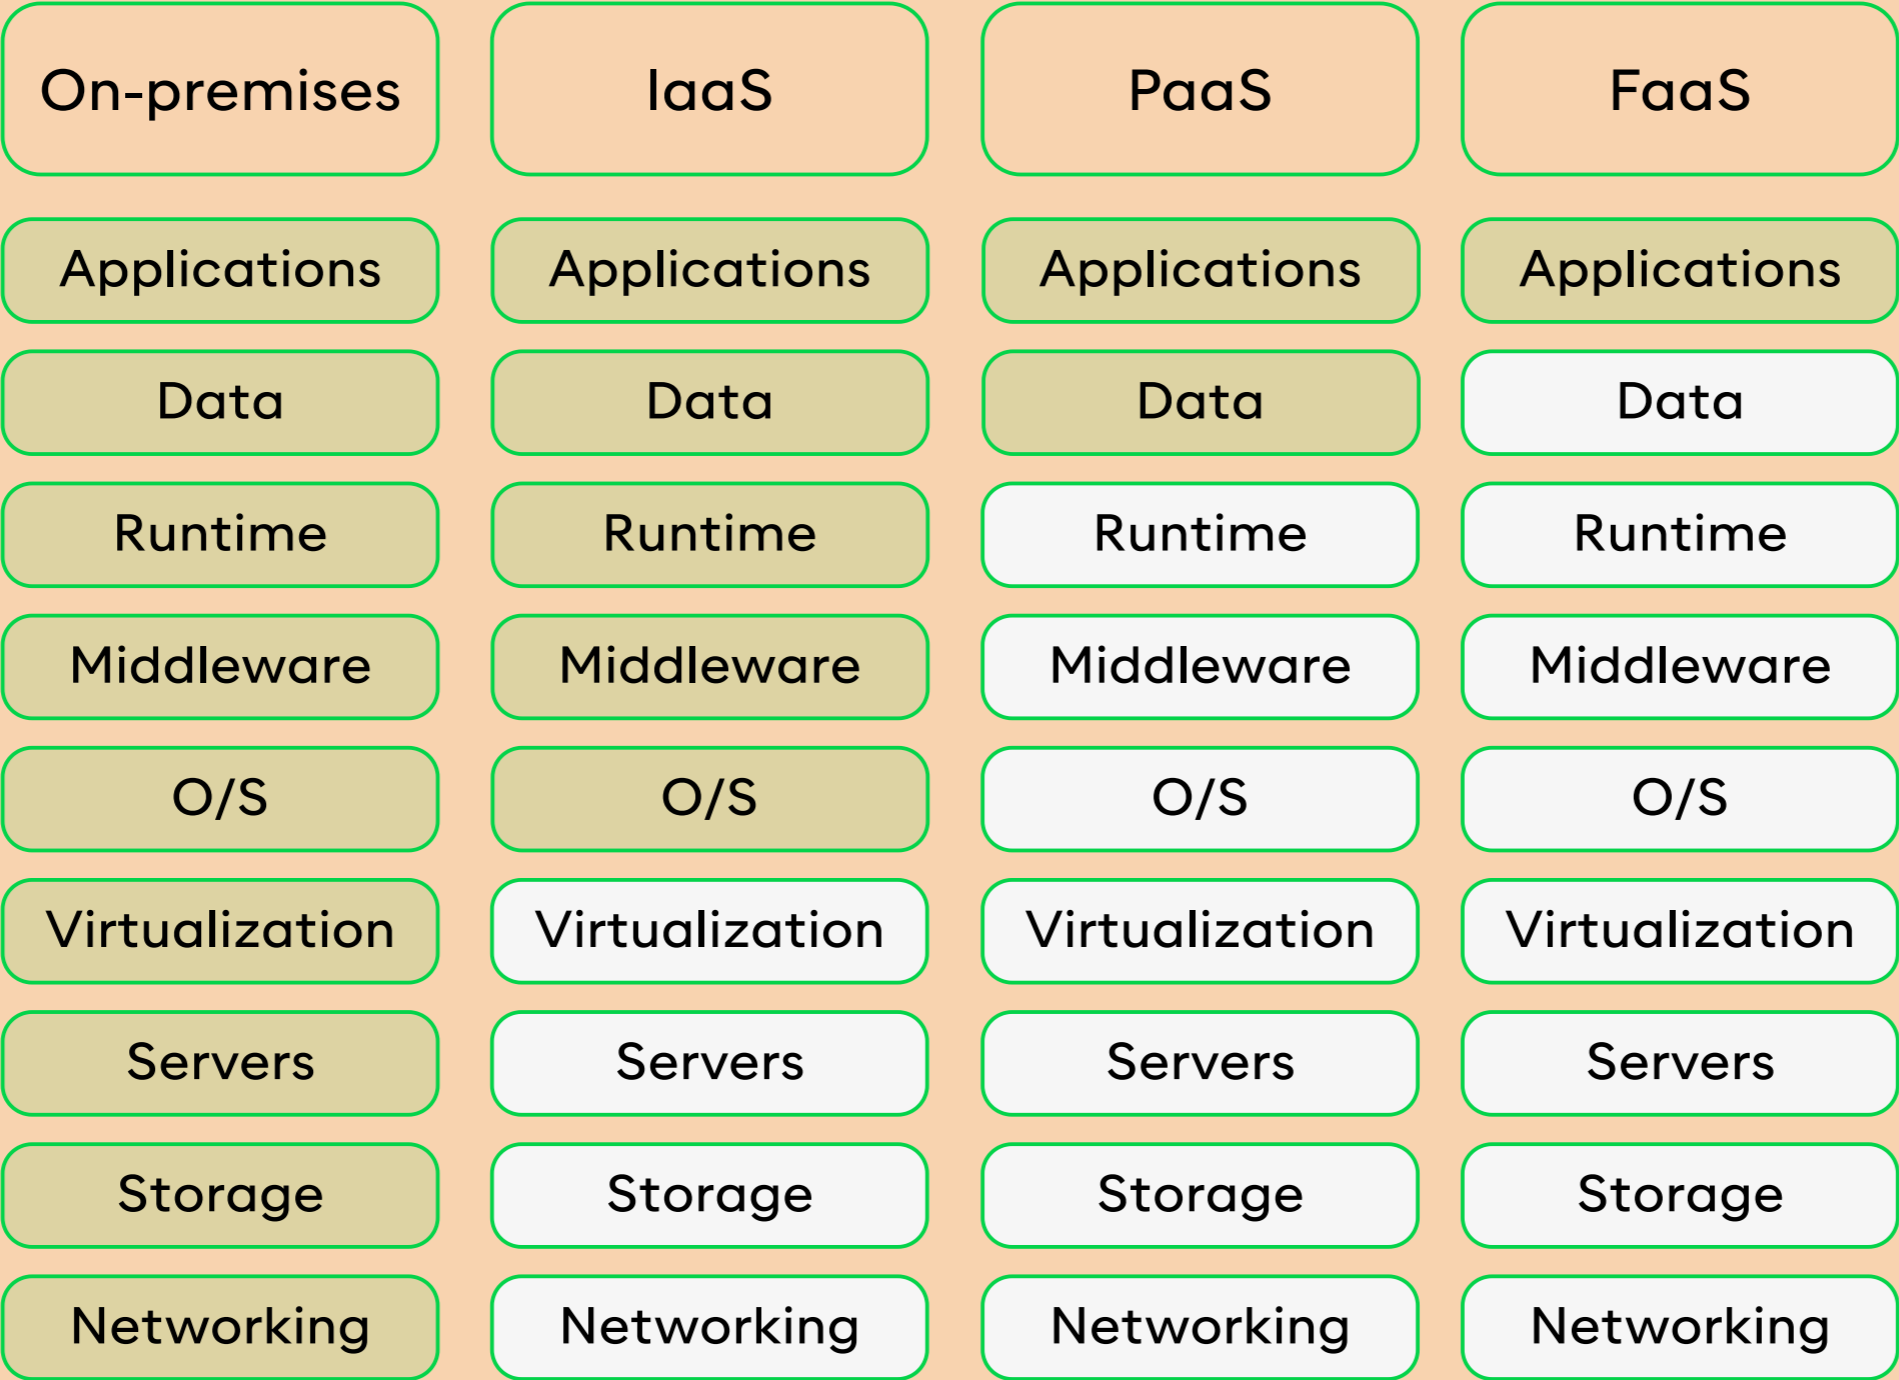 On-premises IaaS PaaS FaaS
Applications Applications Applications Applications
Data Data Data Data
Runtime Runtime Runtime Runtime
Middleware Middleware Middleware Middleware
O/S O/S O/S O/S
Virtualization Virtualization Virtualization Virtualization
Servers Servers Servers Servers
Storage Storage Storage Storage
Networking Networking Networking Networking